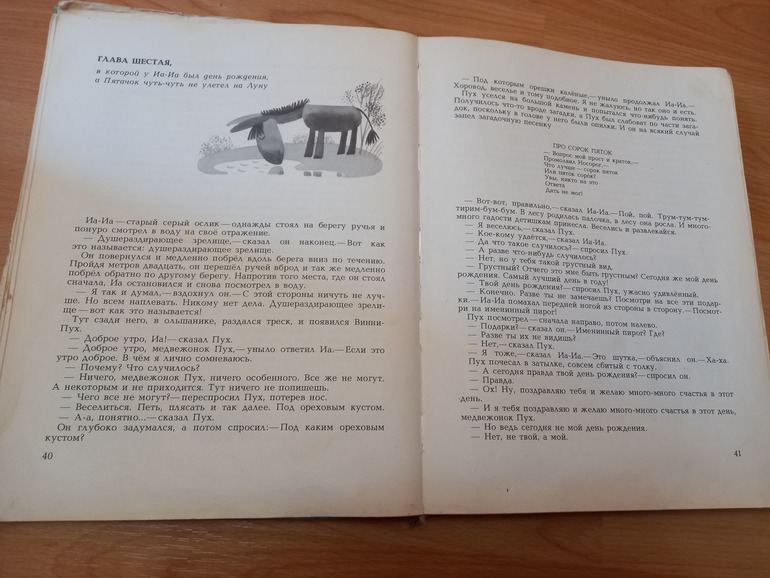 ГЛАВА ШЕСТАЯ,
в которой у Иа-Иа был день рождения,
а Пятачок чуть-чуть не улетел на Луну
Иа-Иа — старый серый ослик — однажды стоял на берегу ручья и
понуро смотрел в воду на своё отражение.
— Душераздирающее зрелище,— сказал он наконец.— Вот как
это называется: душераздирающее зрелище.
Он повернулся и медленно побрёл вдоль берега вниз по течению.
Пройдя метров двадцать, он перешёл ручей вброд и так же медленно
побрёл обратно по другому берегу. Напротив того места, где он стоял
сначала, Иа остановился и снова посмотрел в воду.
— Я так и думал,— вздохнул он.— С этой стороны ничуть не луч-
ше. Но всем наплевать. Никому нет дела. Душераздирающее зрели-
ще — вот как это называется!
Тут сзади него, в ольшанике, раздался треск, и появился Винни-
Пух.
— Доброе утро, Иа!— сказал Пух.
— Доброе утро, медвежонок Пух,— уныло ответил Иа.— Если это
утро доброе. В чём я лично сомневаюсь.
— Почему? Что случилось?
— Ничего, медвежонок Пух, ничего особенного. Все же не могут.
А некоторым и не приходится. Тут ничего не попишешь.
— Чего все не могут?— переспросил Пух, потерев нос.
— Веселиться. Петь, плясать и так далее. Под ореховым кустом.
— А-а, понятно...— сказал Пух.
Он глубоко задумался, а потом спросил:— Под каким ореховым
кустом?
40
— Под которым орешки калёные,— уныло продолжал Иа-Иа.—
Хоровод, веселье и тому подобное. Я не жалуюсь, но так оно и есть.
Пух уселся на большой камень и попытался что-нибудь понять.
Получилось что-то вроде загадки, а Пух был слабоват по части зага-
док, поскольку в голове у него были опилки. И он на всякий случай
запел загадочную песенку
ПРО СОРОК ПЯТОК
— Вопрос мой прост и краток,—
Промолвил Носорог,—
Что лучше — сорок пяток
Или пяток сорок?
Увы, никто на это
Ответа
Дать не мог!
— Вот-вот, правильно,— сказал Иа-Иа.— Пой, пой. Трум-тум-тум-
тирим-бум-бум. В лесу родилась палочка, в лесу она росла. И много-
много гадости детишкам принесла. Веселись и развлекайся.
— Я веселюсь,— сказал Пух.
— Кое-кому удаётся,— сказал Иа-Иа.
— Да что такое случилось?— спросил Пух.
— А разве что-нибудь случилось?
— Нет, но у тебя такой грустный вид.
— Грустный? Отчего это мне быть грустным? Сегодня же мой день
рождения. Самый лучший день в году!
— Твой день рождения?— спросил Пух, ужасно удивлённый.
— Конечно. Разве ты не замечаешь? Посмотри на все эти подар-
ки.— Иа-Иа помахал передней ногой из стороны в сторону.— Посмот-
ри на именинный пирог!
Пух посмотрел — сначала направо, потом налево.
— Подарки?— сказал он.— Именинный пирог? Где?
— Разве ты их не видишь?
— Нет,— сказал Пух.
— Я тоже,— сказал Иа-Иа.— Это шутка,— объяснил он.— Ха-ха.
Пух почесал в затылке, совсем сбитый с толку.
— А сегодня правда твой день рождения?— спросил он.
— Правда.
— Ох! Ну, поздравляю тебя и желаю много-много счастья в этот
день.
— И я тебя поздравляю и желаю много-много счастья в этот день,
медвежонок Пух.
— Но ведь сегодня не мой день рождения.
— Нет, не твой, а мой.
41